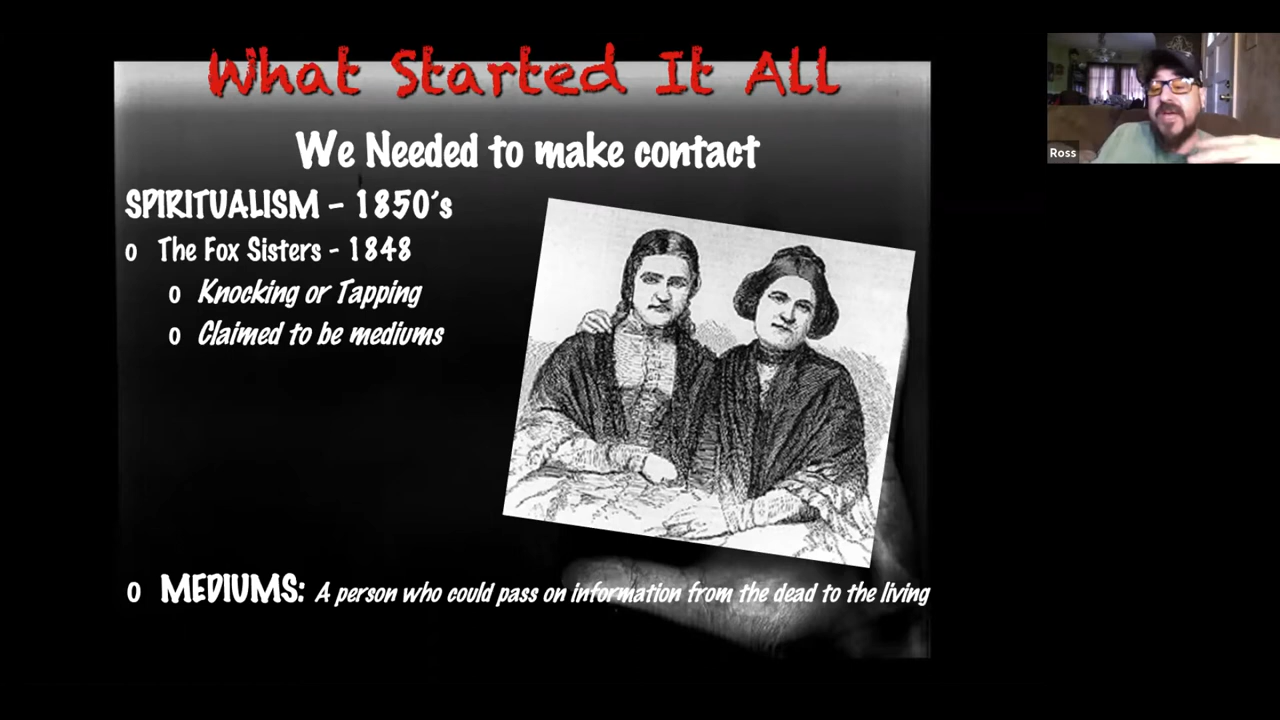 What Started It All
We Needed to make contact
SPIRITUALISM – 1850's
o The Fox Sisters - 1848
o Knocking or Tapping
o Claimed to be mediums
o MEDIUMS: A person who could pass on information from the dead to the living
Ross